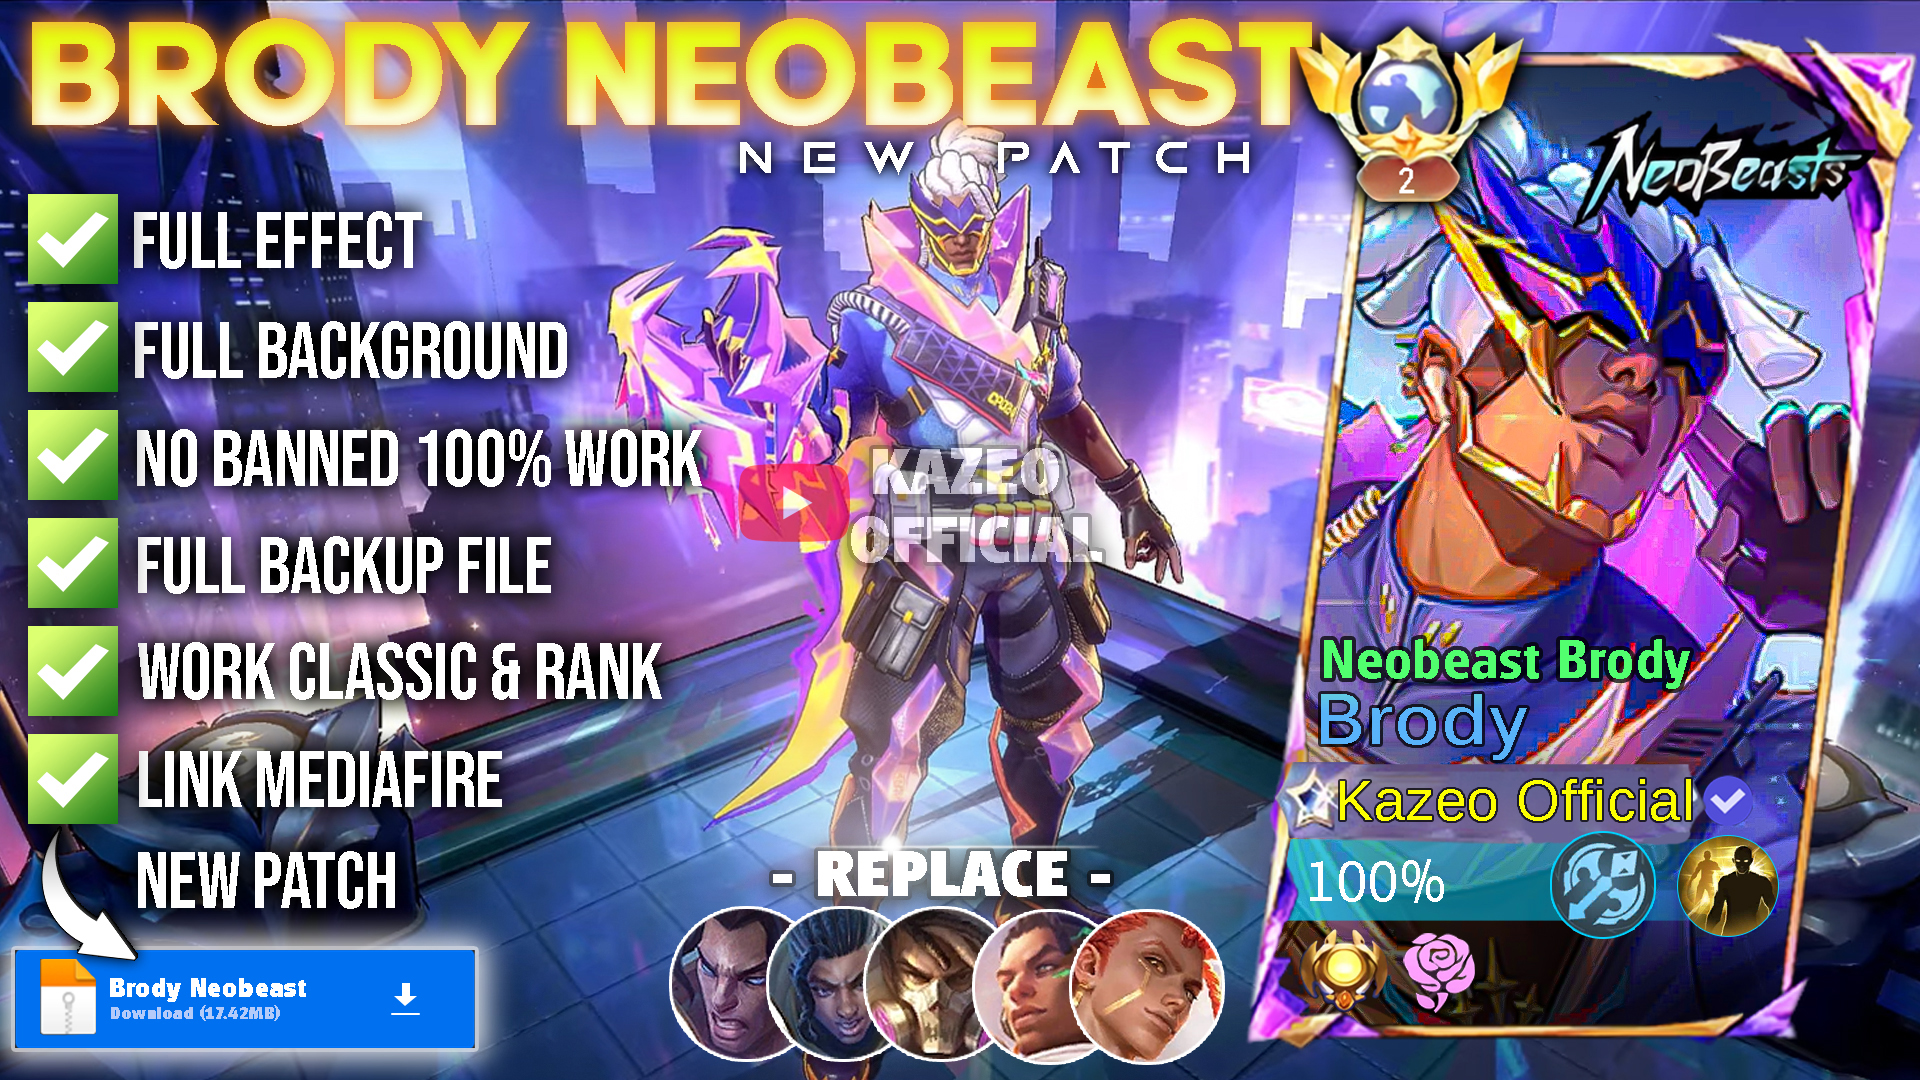 BRODY NEOBEAST
NEW PATCH
FULL EFFECT
FULL BACKGROUND
NO BANNED 100% WORK
FULL BACKUP FILE
WORK CLASSIC & RANK
LINK MEDIAFIRE
NEW PATCH
Brody Neobeast
Download (17.42MB)
KAZEO
OFFICIAL
- REPLACE -
2
NEOBEASTS
Neobeast Brody
Brody
Kazeo Official
100%